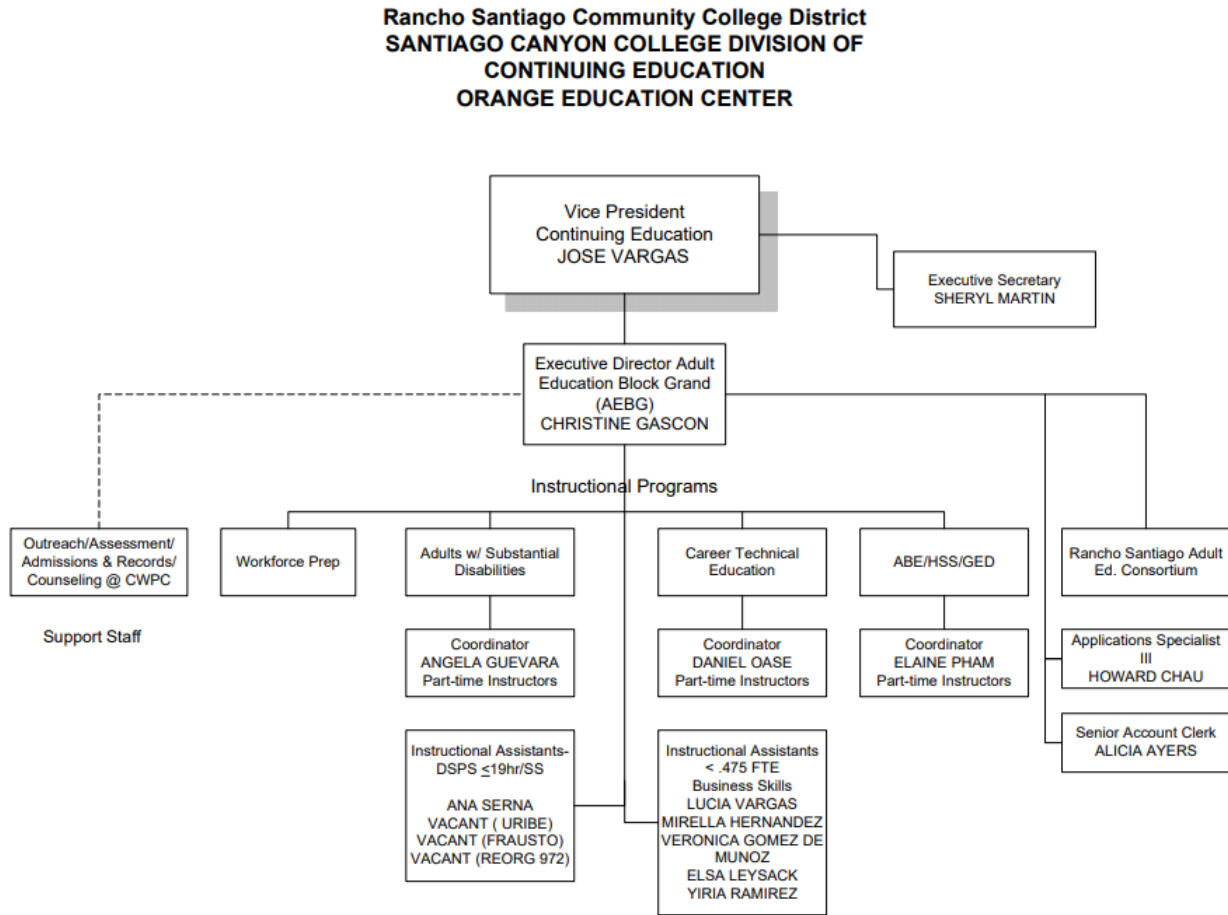 Rancho Santiago Community College District
SANTIAGO CANYON COLLEGE DIVISION OF
CONTINUING EDUCATION
ORANGE EDUCATION CENTER
Vice President
Continuing Education
JOSE VARGAS
Executive Secretary
SHERYL MARTIN
Executive Director Adult
Education Block Grand
(AEBG)
CHRISTINE GASCON
Instructional Programs
Outreach/Assessment/
Admissions & Records/
Counseling @ CWPC
Workforce Prep
Adults w/ Substantial
Disabilities
Career Technical
Education
ABE/HSS/GED
Rancho Santiago Adult
Ed. Consortium
Support Staff
Coordinator
ANGELA GUEVARA
Part-time Instructors
Coordinator
DANIEL OASE
Part-time Instructors
Coordinator
ELAINE PHAM
Part-time Instructors
Applications Specialist
III
HOWARD CHAU
Senior Account Clerk
ALICIA AYERS
Instructional Assistants-
DSPS ≤19hr/SS
ANA SERNA
VACANT ( URIBE)
VACANT (FRAUSTO)
VACANT (REORG 972)
Instructional Assistants
< .475 FTE
Business Skills
LUCIA VARGAS
MIRELLA HERNANDEZ
VERONICA GOMEZ DE
MUNOZ
ELSA LEYSACK
YIRIA RAMIREZ